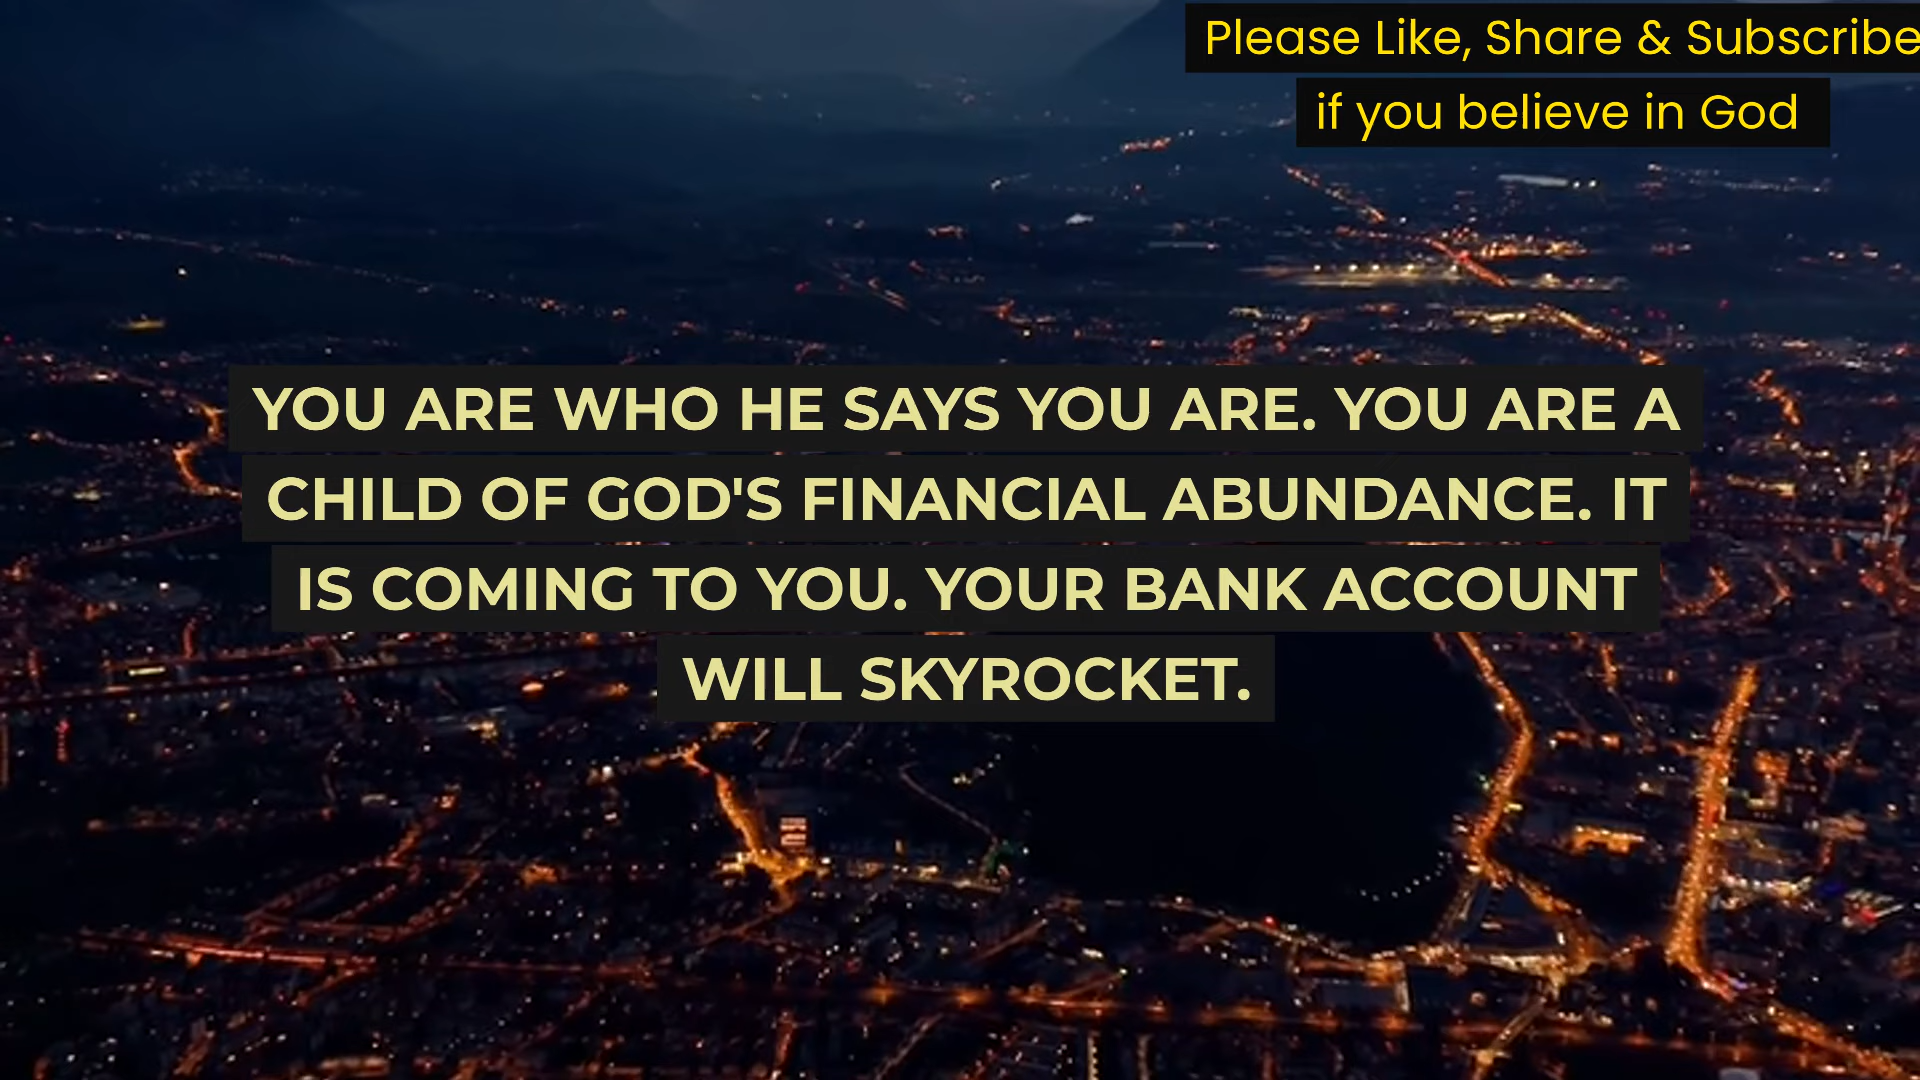 Please Like, Share & Subscribe
if you believe in God
YOU ARE WHO HE SAYS YOU ARE. YOU ARE A
CHILD OF GOD'S FINANCIAL ABUNDANCE. IT
IS COMING TO YOU. YOUR BANK ACCOUNT
WILL SKYROCKET.